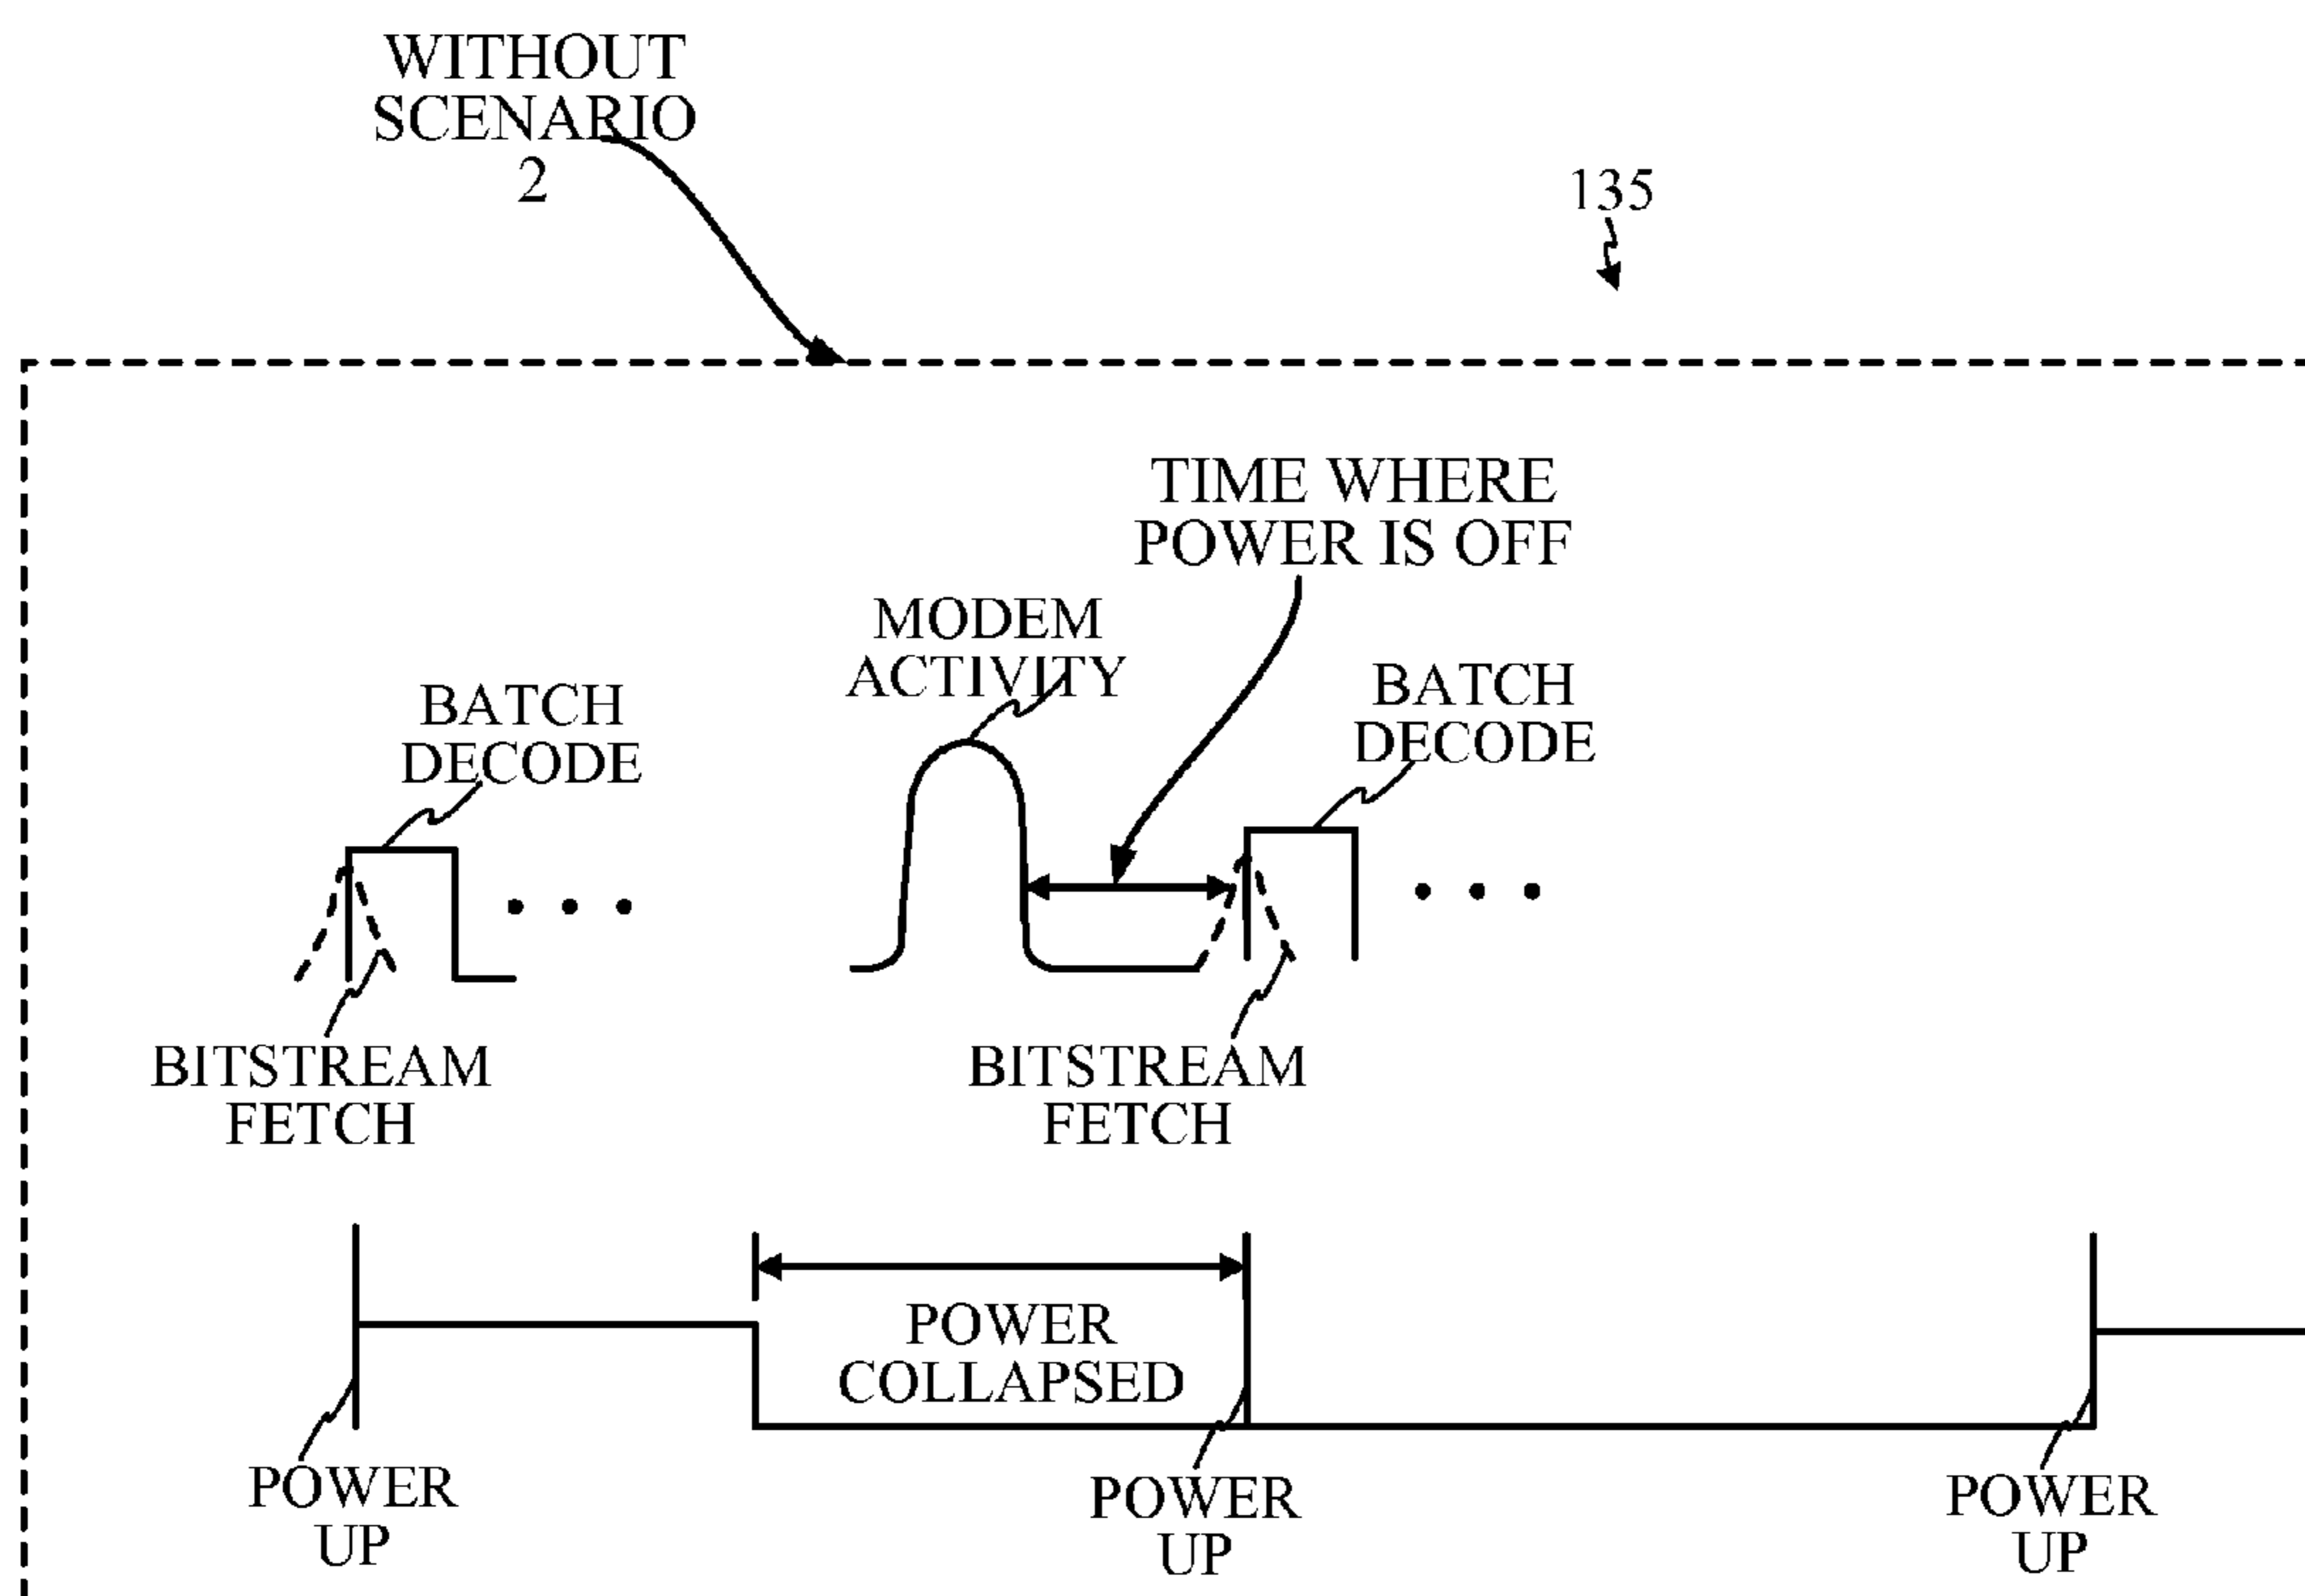 WITHOUT
SCENARIO
2
135
TIME WHERE
POWER IS OFF
MODEM
ACTIVITY
BATCH
DECODE
BATCH
DECODE
BITSTREAM
FETCH
BITSTREAM
FETCH
POWER
COLLAPSED
POWER
UP
POWER
UP
POWER
UP